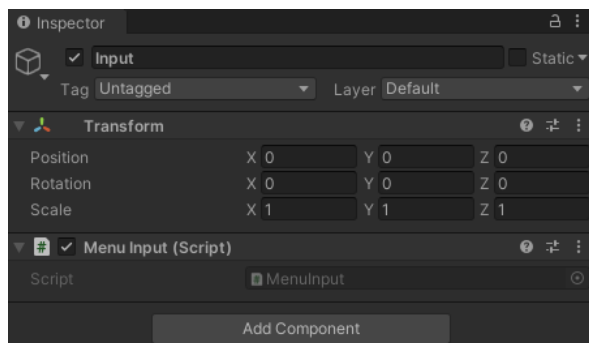 Inspector
Input Static
Tag Untagged Layer Default
Transform
Position X 0 Y 0 Z 0
Rotation X 0 Y 0 Z 0
Scale X 1 Y 1 Z 1
# Menu Input (Script)
Script # MenuInput
Add Component